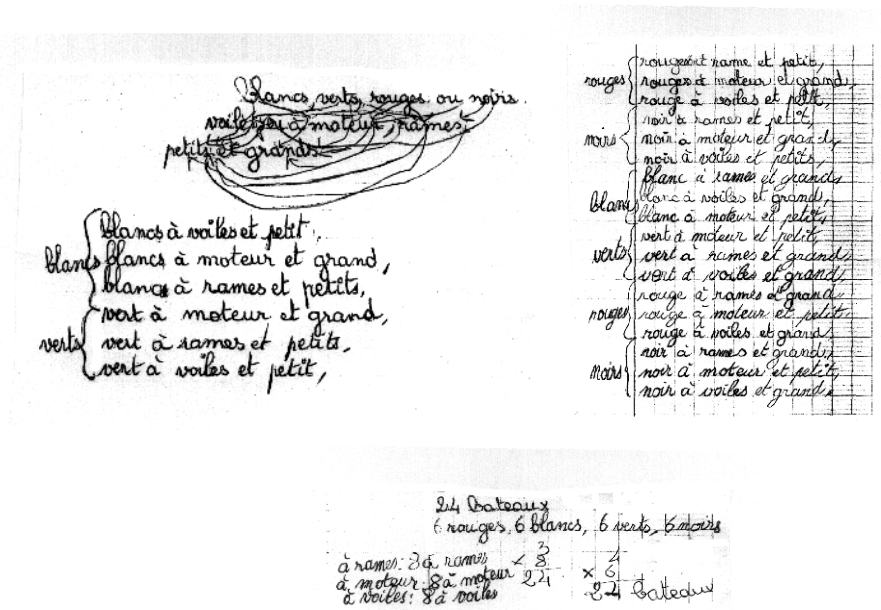 blancs, verts, rouges ou noirs.
voiles ou à moteur, rames.
petits et grands
blancs à voiles et petit,
blancs à moteur et grand,
blancs à rames et petits,
blancs
vert à moteur et grand,
vert à rames et petits,
vert à voiles et petit,
verts
rouges rame et petit,
rouges à moteur et grand,
rouge à voiles et petit,
rouges
noir à rames et petit,
noir à moteur et grand,
noir à voiles et petits,
noirs
blanc à rames et grands
blanc à voiles et grand,
blanc à moteur et petits,
blancs
vert à moteur et petit,
vert à rames et grand,
vert à voiles et grand,
verts
rouge à rames et grand
rouge à moteur et petit.
rouge à voiles et grand,
rouges
noir à rames et grand,
noir à moteur et petit,
noir à voiles et grand.
noirs
24 bateaux
6 rouges, 6 blancs, 6 verts, 6 noirs
à rames: 8 à rames
à moteur: 8 à moteur
à voiles: 8 à voiles
3
× 8
24
4
× 6
24 bateaux